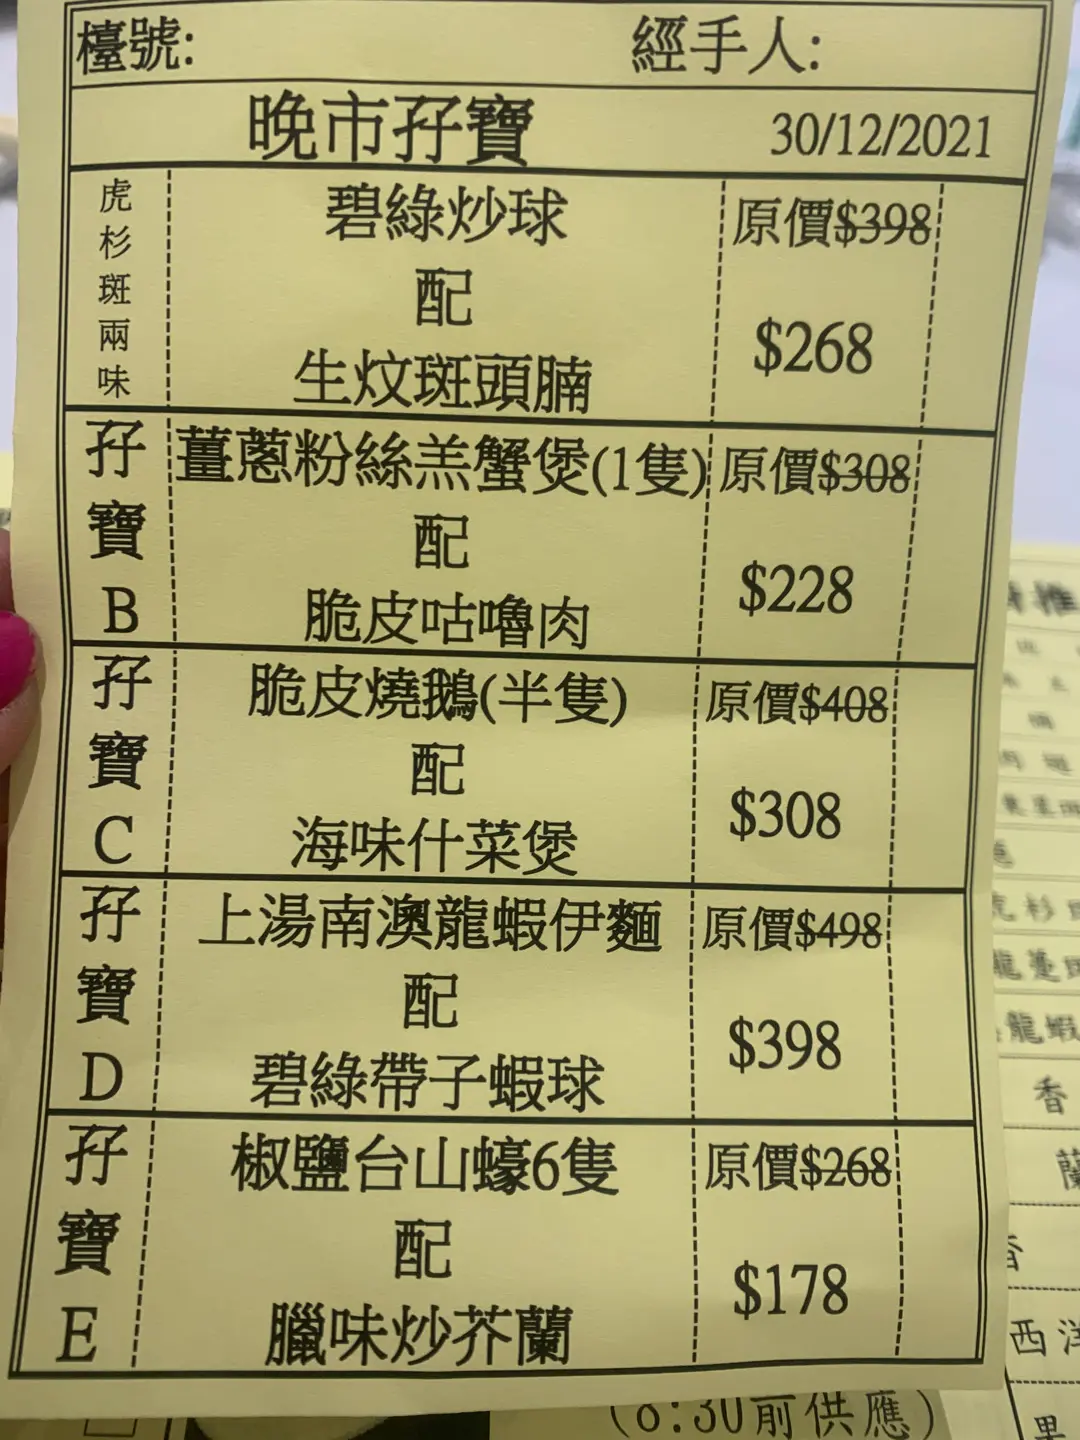 檯號:
經手人:
晚市孖寶 30/12/2021
虎杉斑兩味
碧綠炒球
配
生炆斑頭腩
原價$398
$268
孖寶B
薑蔥粉絲羔蟹煲(1隻)
配
脆皮咕嚕肉
原價$308
$228
孖寶C
脆皮燒鵝(半隻)
配
海味什菜煲
原價$408
$308
孖寶D
上湯南澳龍蝦伊麵
配
碧綠帶子蝦球
原價$498
$398
孖寶E
椒鹽台山蠔6隻
配
臘味炒芥蘭
原價$268
$178
龍蝦
香
西洋
果